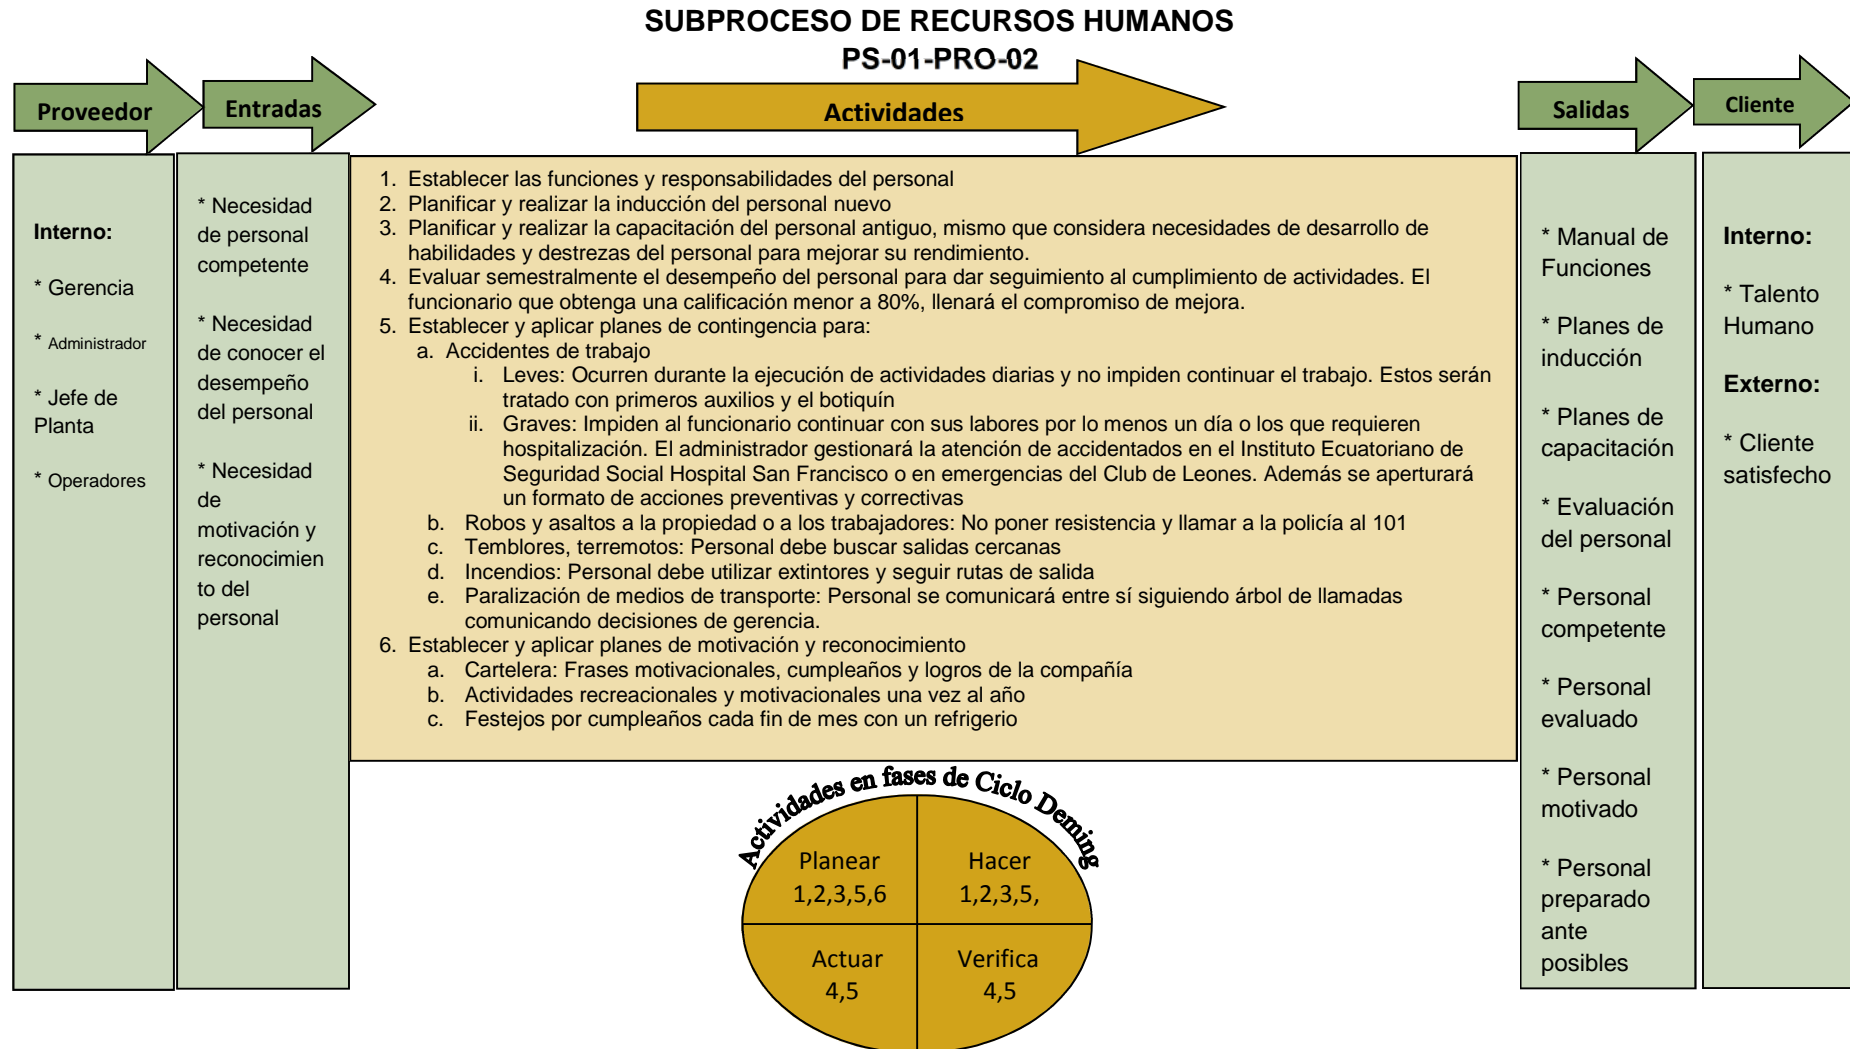 SUBPROCESO DE RECURSOS HUMANOS
PS-01-PRO-02
Proveedor
Entradas
Actividades
Salidas
Cliente
Interno:
* Gerencia
* Administrador
* Jefe de
Planta
* Operadores
* Necesidad
de personal
competente
* Necesidad
de conocer el
desempeño
del personal
* Necesidad
de
motivación y
reconocimien
to del
personal
1. Establecer las funciones y responsabilidades del personal
2. Planificar y realizar la inducción del personal nuevo
3. Planificar y realizar la capacitación del personal antiguo, mismo que considera necesidades de desarrollo de
habilidades y destrezas del personal para mejorar su rendimiento.
4. Evaluar semestralmente el desempeño del personal para dar seguimiento al cumplimiento de actividades. El
funcionario que obtenga una calificación menor a 80%, llenará el compromiso de mejora.
5. Establecer y aplicar planes de contingencia para:
a. Accidentes de trabajo
i. Leves: Ocurren durante la ejecución de actividades diarias y no impiden continuar el trabajo. Estos serán
tratado con primeros auxilios y el botiquín
ii. Graves: Impiden al funcionario continuar con sus labores por lo menos un día o los que requieren
hospitalización. El administrador gestionará la atención de accidentados en el Instituto Ecuatoriano de
Seguridad Social Hospital San Francisco o en emergencias del Club de Leones. Además se aperturará
un formato de acciones preventivas y correctivas
b. Robos y asaltos a la propiedad o a los trabajadores: No poner resistencia y llamar a la policía al 101
c. Temblores, terremotos: Personal debe buscar salidas cercanas
d. Incendios: Personal debe utilizar extintores y seguir rutas de salida
e. Paralización de medios de transporte: Personal se comunicará entre sí siguiendo árbol de llamadas
comunicando decisiones de gerencia.
6. Establecer y aplicar planes de motivación y reconocimiento
a. Cartelera: Frases motivacionales, cumpleaños y logros de la compañía
b. Actividades recreacionales y motivacionales una vez al año
c. Festejos por cumpleaños cada fin de mes con un refrigerio
* Manual de
Funciones
* Planes de
inducción
* Planes de
capacitación
* Evaluación
del personal
* Personal
competente
* Personal
evaluado
* Personal
motivado
* Personal
preparado
ante
posibles
Interno:
* Talento
Humano
Externo:
* Cliente
satisfecho
Actividades en fases de Ciclo Deming
Planear
1,2,3,5,6
Hacer
1,2,3,5,
Actuar
4,5
Verifica
4,5